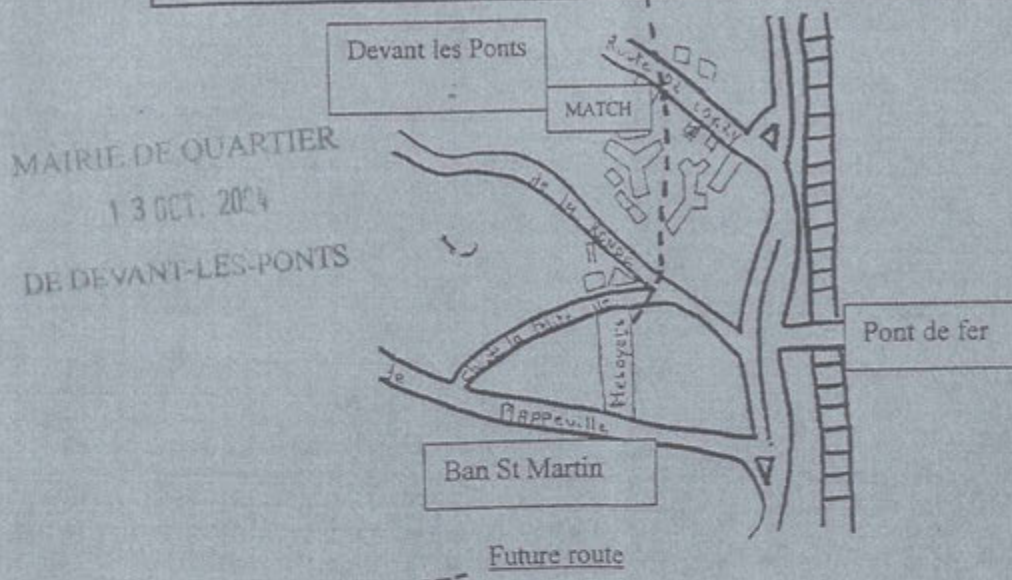 Devant les Ponts
MATCH
Route de Lorry
MAIRIE DE QUARTIER
13 OCT. 2004
DE DEVANT-LES-PONTS
de la Ronde
Pont de fer
de
Plappeville
Ban St Martin
Future route